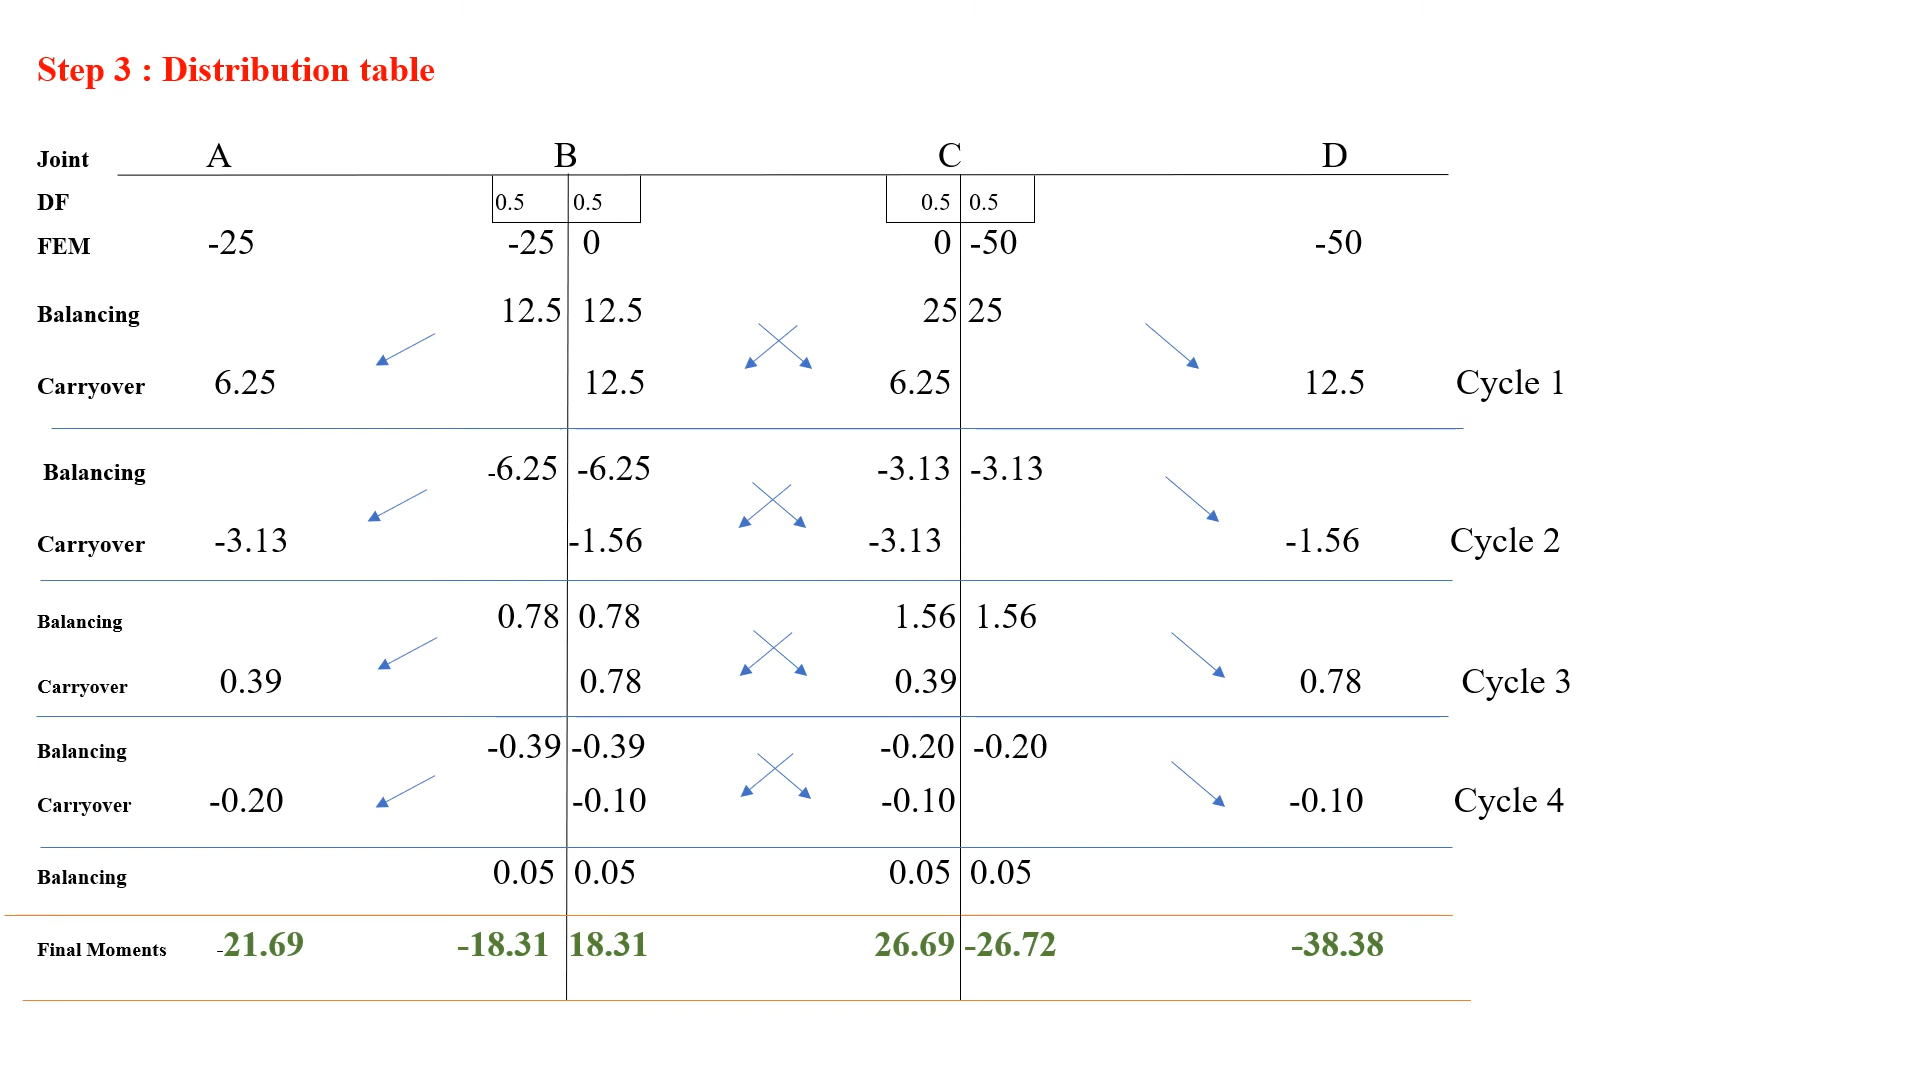 Step 3 : Distribution table
Joint A B C D
DF 0.5 0.5 0.5 0.5
FEM -25 -25 0 0 -50 -50
Balancing 12.5 12.5 25 25
Carryover 6.25 12.5 6.25 12.5 Cycle 1
Balancing -6.25 -6.25 -3.13 -3.13
Carryover -3.13 -1.56 -3.13 -1.56 Cycle 2
Balancing 0.78 0.78 1.56 1.56
Carryover 0.39 0.78 0.39 0.78 Cycle 3
Balancing -0.39 -0.39 -0.20 -0.20
Carryover -0.20 -0.10 -0.10 -0.10 Cycle 4
Balancing 0.05 0.05 0.05 0.05
Final Moments -21.69 -18.31 18.31 26.69 -26.72 -38.38